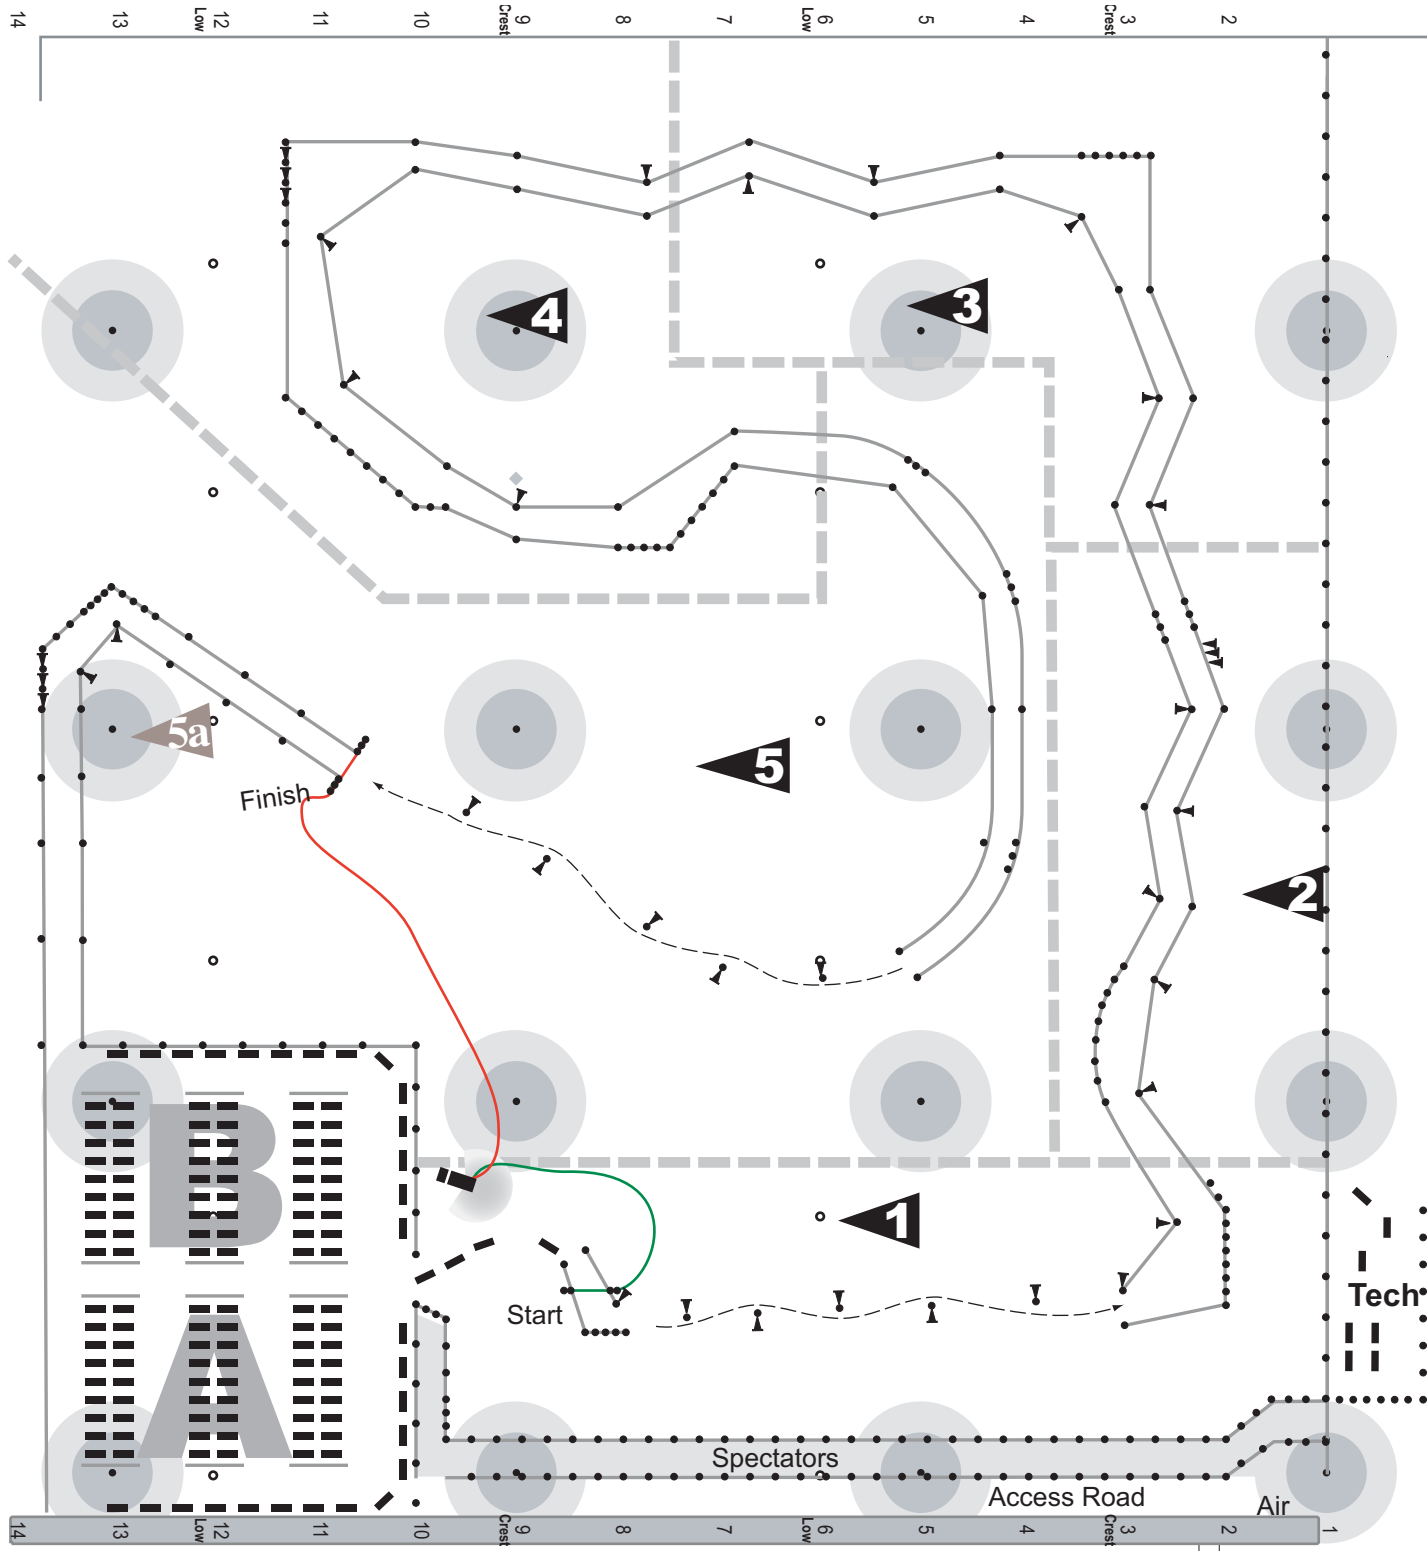 14 13 12 Low 11 10 9 Crest 8 7 6 Low 5 4 3 Crest 2
4
3
5a
5
Finish
2
B
1
Tech
Start
A
Spectators
Access Road
Air
14 13 12 Low 11 10 9 Crest 8 7 6 Low 5 4 3 Crest 2 1